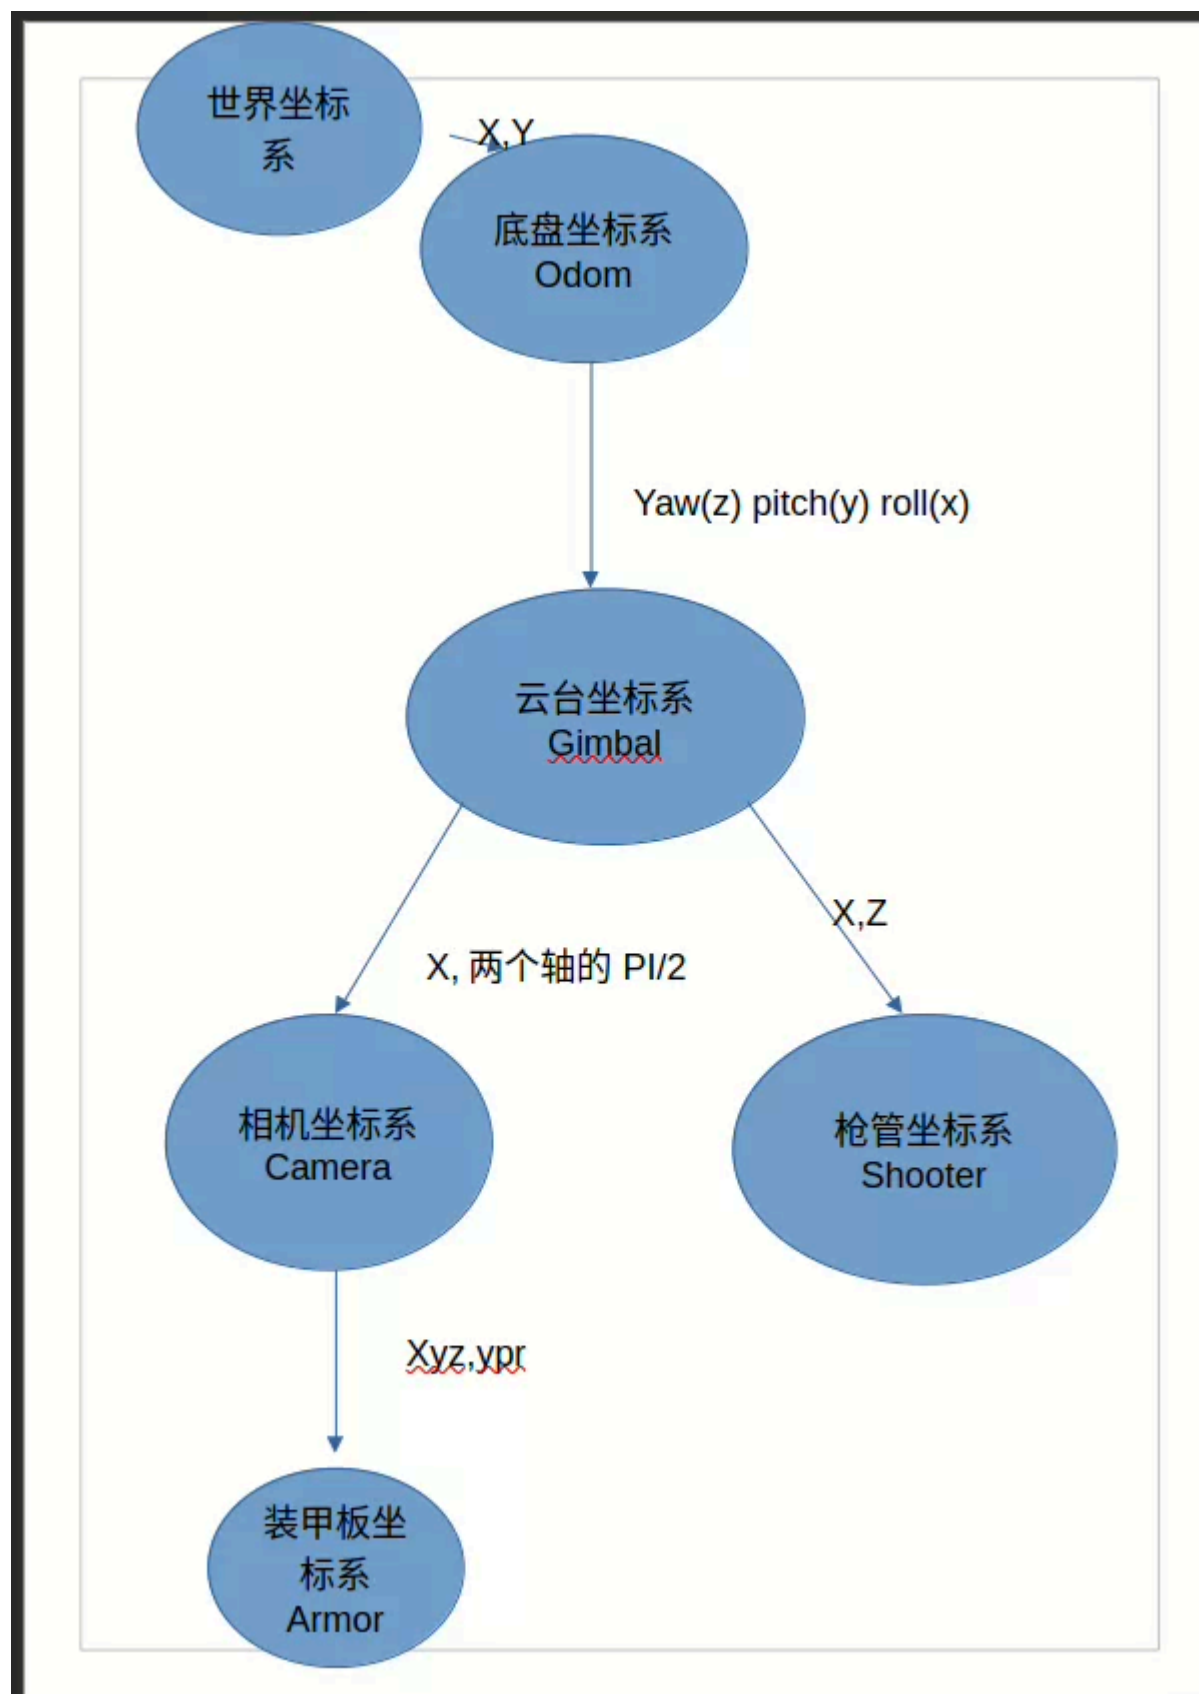 世界坐标
系
X,Y
底盘坐标系
Odom
Yaw(z) pitch(y) roll(x)
云台坐标系
Gimbal
X,Z
X, 两个轴的 PI/2
相机坐标系
Camera
枪管坐标系
Shooter
Xyz,ypr
装甲板坐
标系
Armor